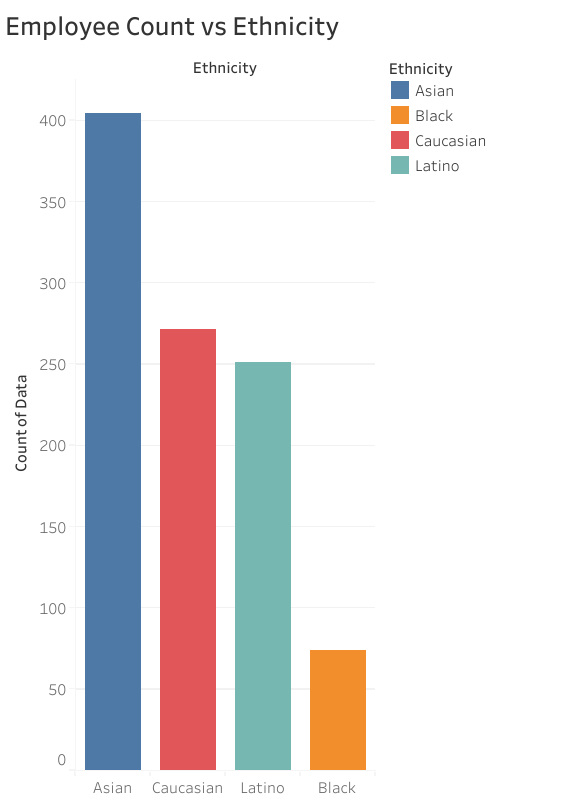 Employee Count vs Ethnicity
Ethnicity
Ethnicity
Asian
Black
Caucasian
Latino
Count of Data
400
350
300
250
200
150
100
50
0
Asian Caucasian Latino Black